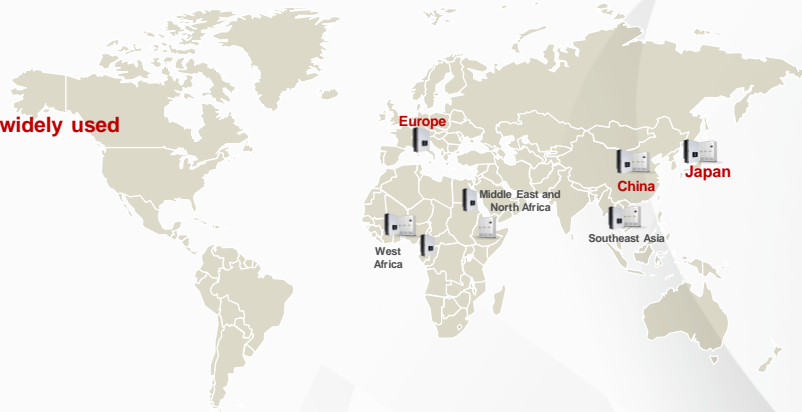 widely used
Europe
China
Japan
Middle East and
North Africa
Southeast Asia
West
Africa